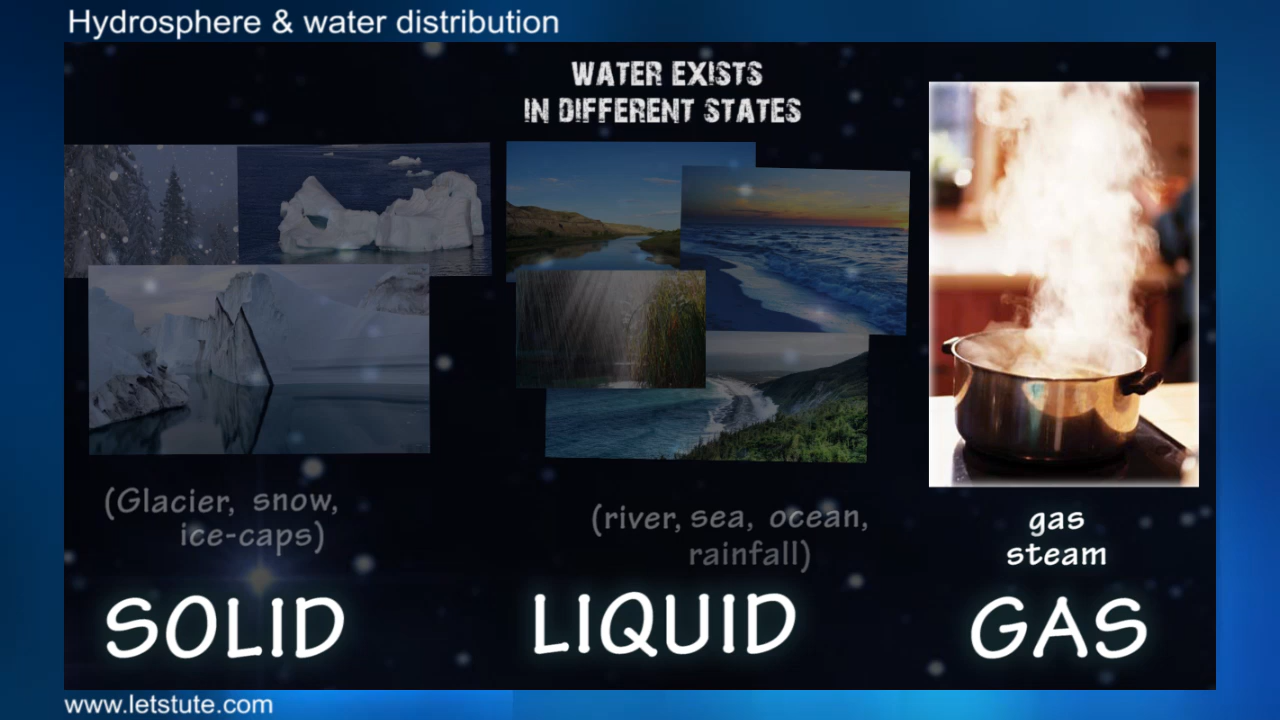 Hydrosphere & water distribution
WATER EXISTS
IN DIFFERENT STATES
(Glacier, snow,
ice-caps)
SOLID
(river, sea, ocean,
rainfall)
LIQUID
gas
steam
GAS
www.letstute.com